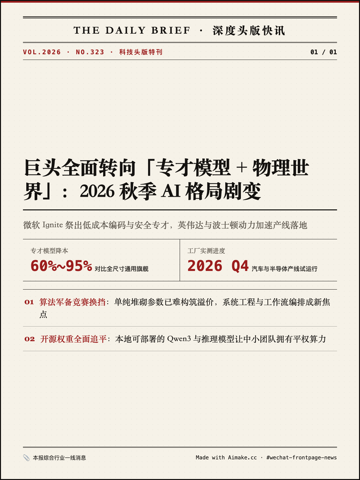 THE DAILY BRIEF · 深度头版快讯
VOL.2026 · NO.323 · 科技头版特刊
01 / 01
巨头全面转向「专才模型 + 物理世
界」：2026 秋季 AI 格局剧变
微软 Ignite 祭出低成本编码与安全专才，英伟达与波士顿动力加速产线落地
专才模型降本
60%~95% 对比全尺寸通用旗舰
工厂实测进度
2026 Q4 汽车与半导体产线试运行
01 算法军备竞赛换挡：单纯堆砌参数已难构筑溢价，系统工程与工作流编排成新焦
点
02 开源权重全面追平：本地可部署的 Qwen3 与推理模型让中小团队拥有平权算力
📎 本报综合行业一线消息
Made with Aimake.cc · #wechat-frontpage-news